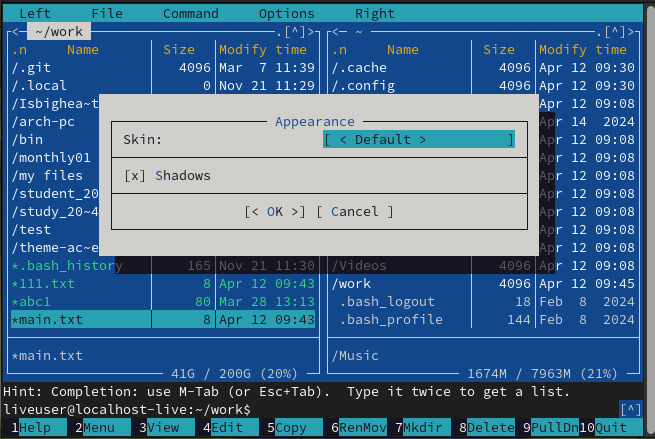 Left File Command Options Right
<─ ~/work .[^]> <─ ~ .[^]>
.n Name Size Modify time .n Name Size Modify time
/.git 4096 Mar 7 11:39 /.cache 4096 Apr 12 09:30
/.local 0 Nov 21 11:29 /.config 4096 Apr 12 09:30
/Isbighea~t Apr 12 09:08
Appearance
/arch-pc Apr 14 2024
/bin Skin: [ < Default > ] Apr 12 09:08
/monthly01 Apr 12 09:08
/my files [x] Shadows Apr 12 09:08
/student_20 Apr 12 09:08
/study_20~4 [< OK >] [ Cancel ] Apr 12 09:08
/test Apr 12 09:08
/theme-ac~e Apr 12 09:08
*.bash_history 165 Nov 21 11:30 /Videos 4096 Apr 12 09:08
*111.txt 8 Apr 12 09:43 /work 4096 Apr 12 09:45
*abc1 80 Mar 28 13:13 .bash_logout 18 Feb 8 2024
*main.txt 8 Apr 12 09:43 .bash_profile 144 Feb 8 2024
*main.txt /Music
41G / 200G (20%) 1674M / 7963M (21%)
Hint: Completion: use M-Tab (or Esc+Tab). Type it twice to get a list.
liveuser@localhost-live:~/work$ [^]
1Help 2Menu 3View 4Edit 5Copy 6RenMov 7Mkdir 8Delete 9PullDn 10Quit